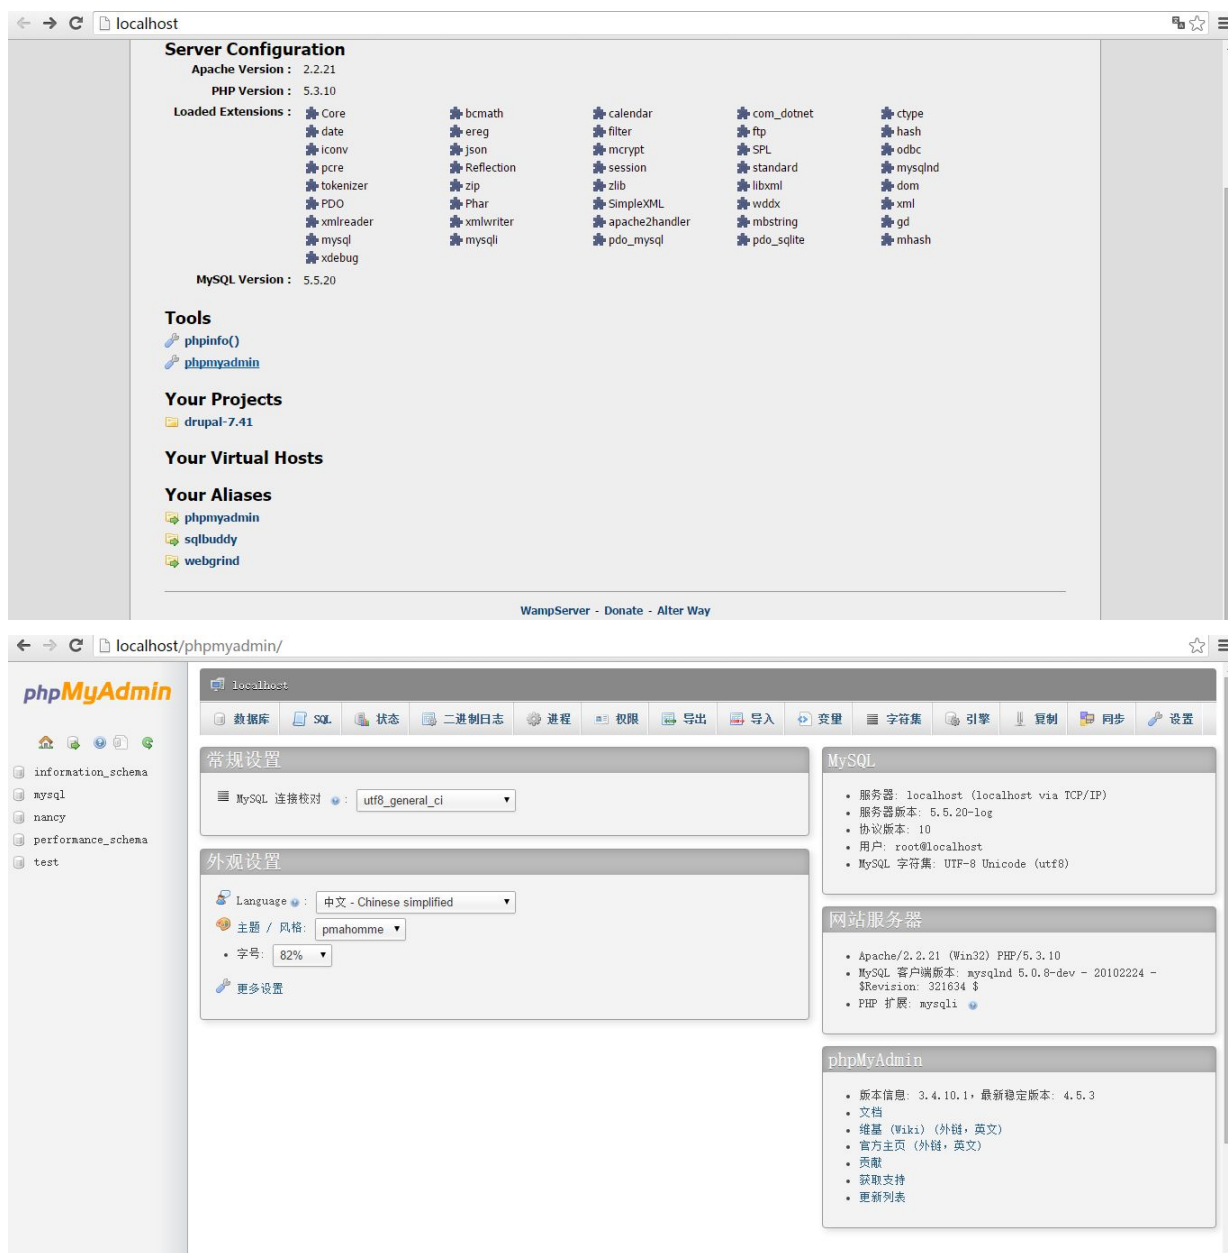 localhost
Server Configuration
Apache Version : 2.2.21
PHP Version : 5.3.10
Loaded Extensions : Core bcmath calendar com_dotnet ctype
date ereg filter ftp hash
iconv json mcrypt SPL odbc
pcre Reflection session standard mysqlnd
tokenizer zip zlib libxml dom
PDO Phar SimpleXML wddx xml
xmlreader xmlwriter apache2handler mbstring gd
mysql mysqli pdo_mysql pdo_sqlite mhash
xdebug
MySQL Version : 5.5.20
Tools
phpinfo()
phpmyadmin
Your Projects
drupal-7.41
Your Virtual Hosts
Your Aliases
phpmyadmin
sqlbuddy
webgrind
WampServer - Donate - Alter Way
localhost/phpmyadmin/
phpMyAdmin
information_schema
mysql
nancy
performance_schema
test
localhost
数据库 SQL 状态 二进制日志 进程 权限 导出 导入 变量 字符集 引擎 复制 同步 设置
常规设置
MySQL 连接校对 : utf8_general_ci
外观设置
Language : 中文 - Chinese simplified
主题 / 风格: pmahomme
字号: 82%
更多设置
MySQL
服务器: localhost (localhost via TCP/IP)
服务器版本: 5.5.20-log
协议版本: 10
用户: root@localhost
MySQL 字符集: UTF-8 Unicode (utf8)
网站服务器
Apache/2.2.21 (Win32) PHP/5.3.10
MySQL 客户端版本: mysqlnd 5.0.8-dev - 20102224 -
$Revision: 321634 $
PHP 扩展: mysqli
phpMyAdmin
版本信息: 3.4.10.1，最新稳定版本: 4.5.3
文档
维基 (Wiki) (外链，英文)
官方主页 (外链，英文)
贡献
获取支持
更新列表